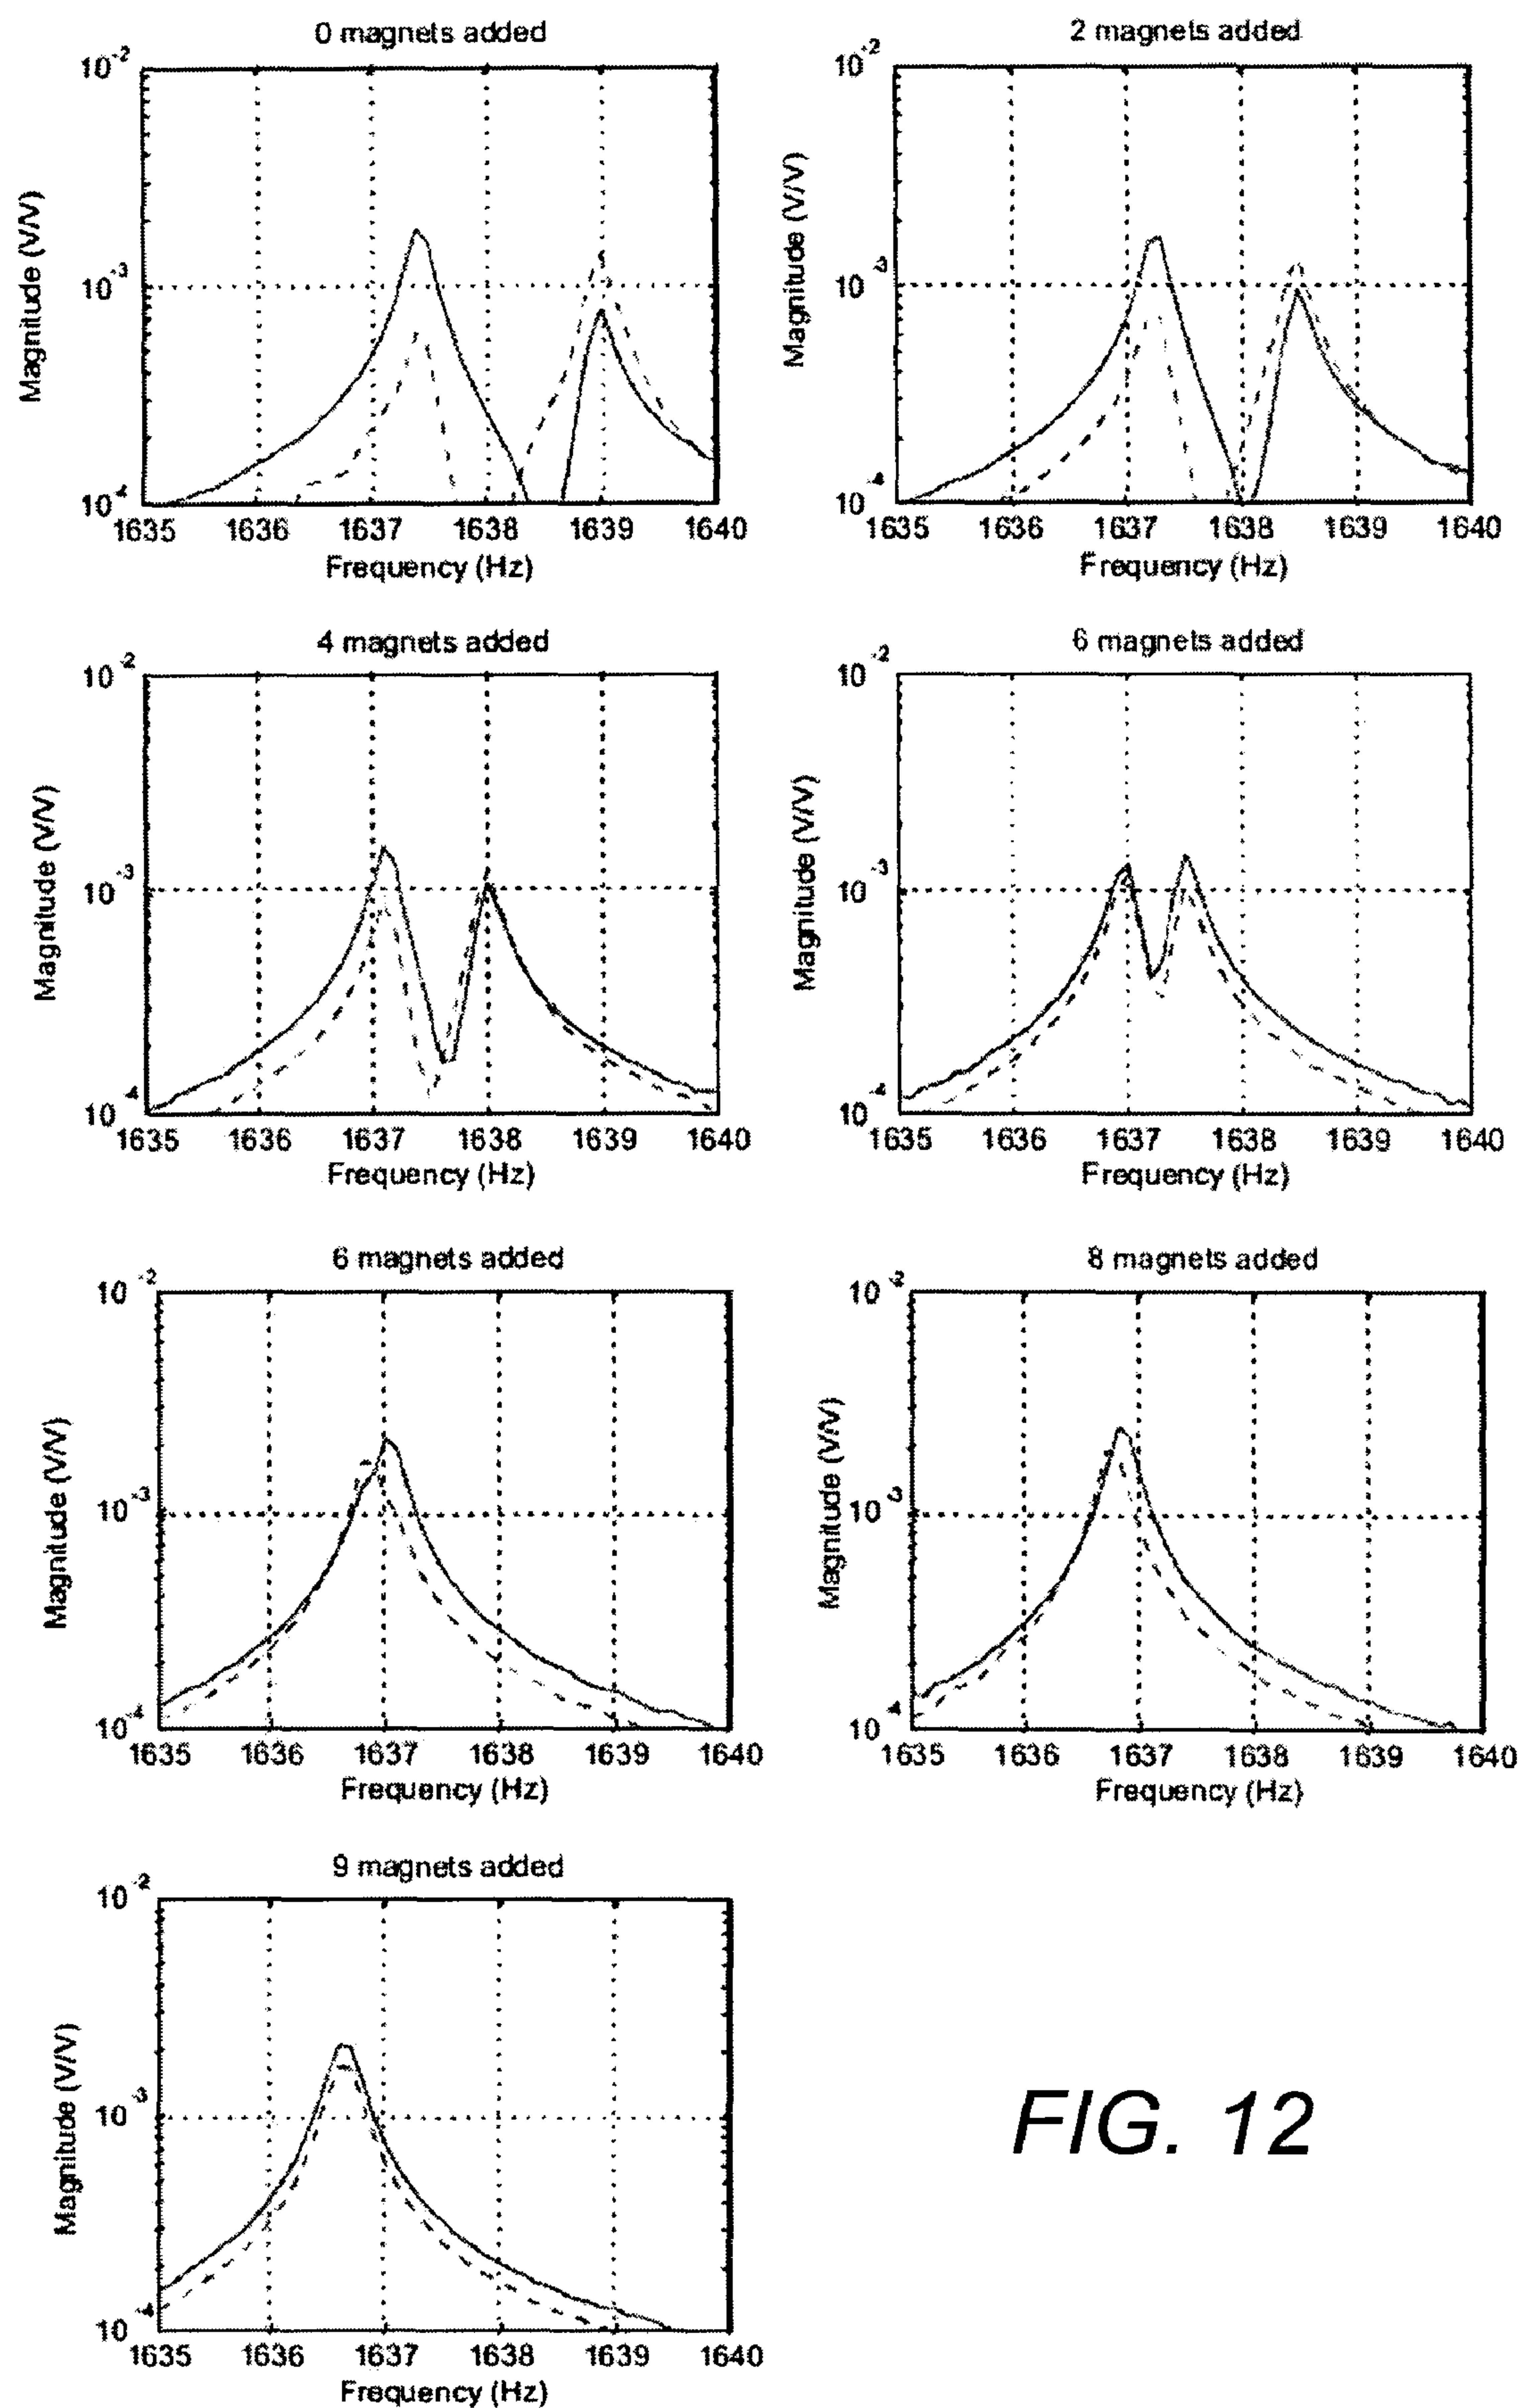 0 magnets added
10^-2
10^-3
10^-4
Magnitude (V/V)
1635 1636 1637 1638 1639 1640
Frequency (Hz)
2 magnets added
10^-2
10^-3
10^-4
Magnitude (V/V)
1635 1636 1637 1638 1639 1640
Frequency (Hz)
4 magnets added
10^-2
10^-3
10^-4
Magnitude (V/V)
1635 1636 1637 1638 1639 1640
Frequency (Hz)
6 magnets added
10^-2
10^-3
10^-4
Magnitude (V/V)
1635 1636 1637 1638 1639 1640
Frequency (Hz)
6 magnets added
10^-2
10^-3
10^-4
Magnitude (V/V)
1635 1636 1637 1638 1639 1640
Frequency (Hz)
8 magnets added
10^-2
10^-3
10^-4
Magnitude (V/V)
1635 1636 1637 1638 1639 1640
Frequency (Hz)
9 magnets added
10^-2
10^-3
10^-4
Magnitude (V/V)
1635 1636 1637 1638 1639 1640
Frequency (Hz)
FIG. 12